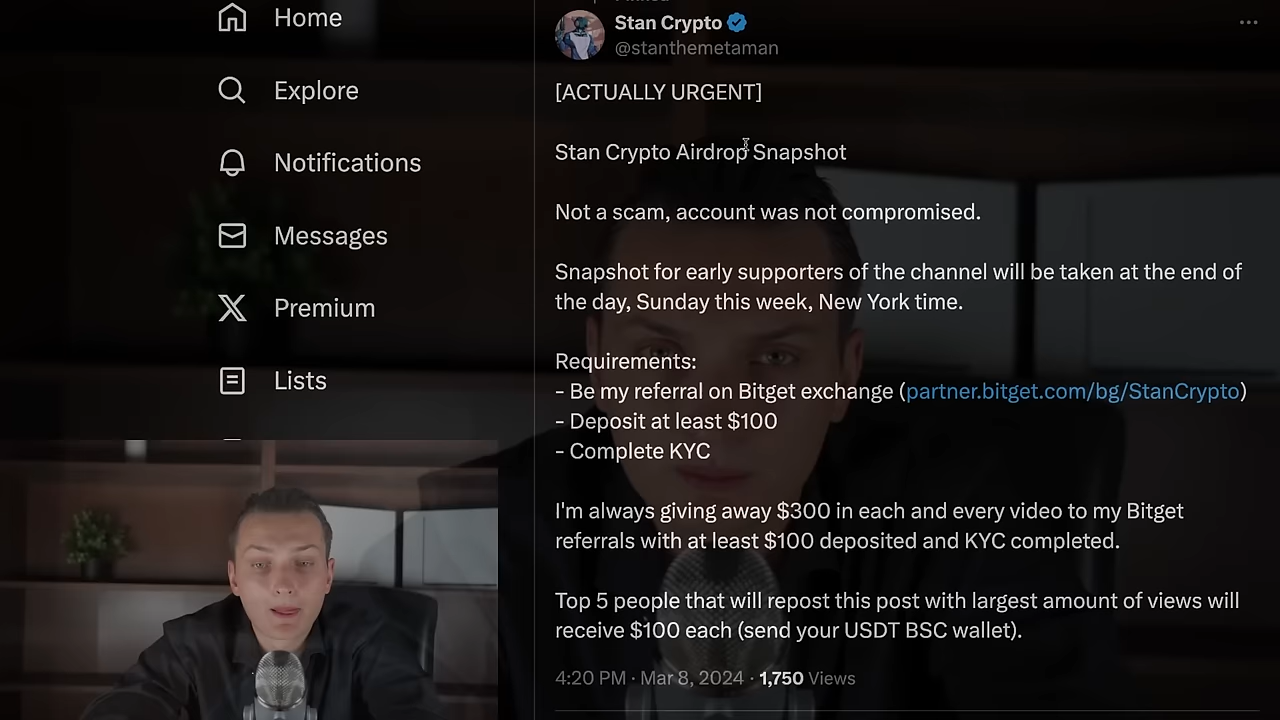 Home
Explore
Notifications
Messages
Premium
Lists
Stan Crypto
@stanthemetaman
[ACTUALLY URGENT]
Stan Crypto Airdrop Snapshot
Not a scam, account was not compromised.
Snapshot for early supporters of the channel will be taken at the end of
the day, Sunday this week, New York time.
Requirements:
- Be my referral on Bitget exchange (partner.bitget.com/bg/StanCrypto)
- Deposit at least $100
- Complete KYC
I'm always giving away $300 in each and every video to my Bitget
referrals with at least $100 deposited and KYC completed.
Top 5 people that will repost this post with largest amount of views will
receive $100 each (send your USDT BSC wallet).
4:20 PM · Mar 8, 2024 · 1,750 Views